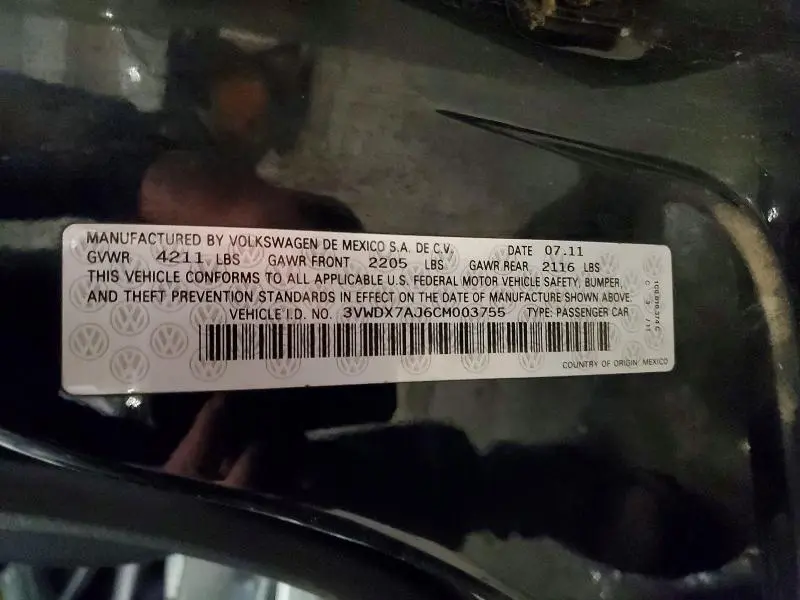 MANUFACTURED BY VOLKSWAGEN DE MEXICO S.A. DE C.V. DATE 07.11
GVWR 4211 LBS GAWR FRONT 2205 LBS GAWR REAR 2116 LBS
THIS VEHICLE CONFORMS TO ALL APPLICABLE U.S. FEDERAL MOTOR VEHICLE SAFETY, BUMPER,
AND THEFT PREVENTION STANDARDS IN EFFECT ON THE DATE OF MANUFACTURE SHOWN ABOVE.
VEHICLE I.D. NO. 3VWDX7AJ6CM003755 TYPE: PASSENGER CAR
COUNTRY OF ORIGIN: MEXICO